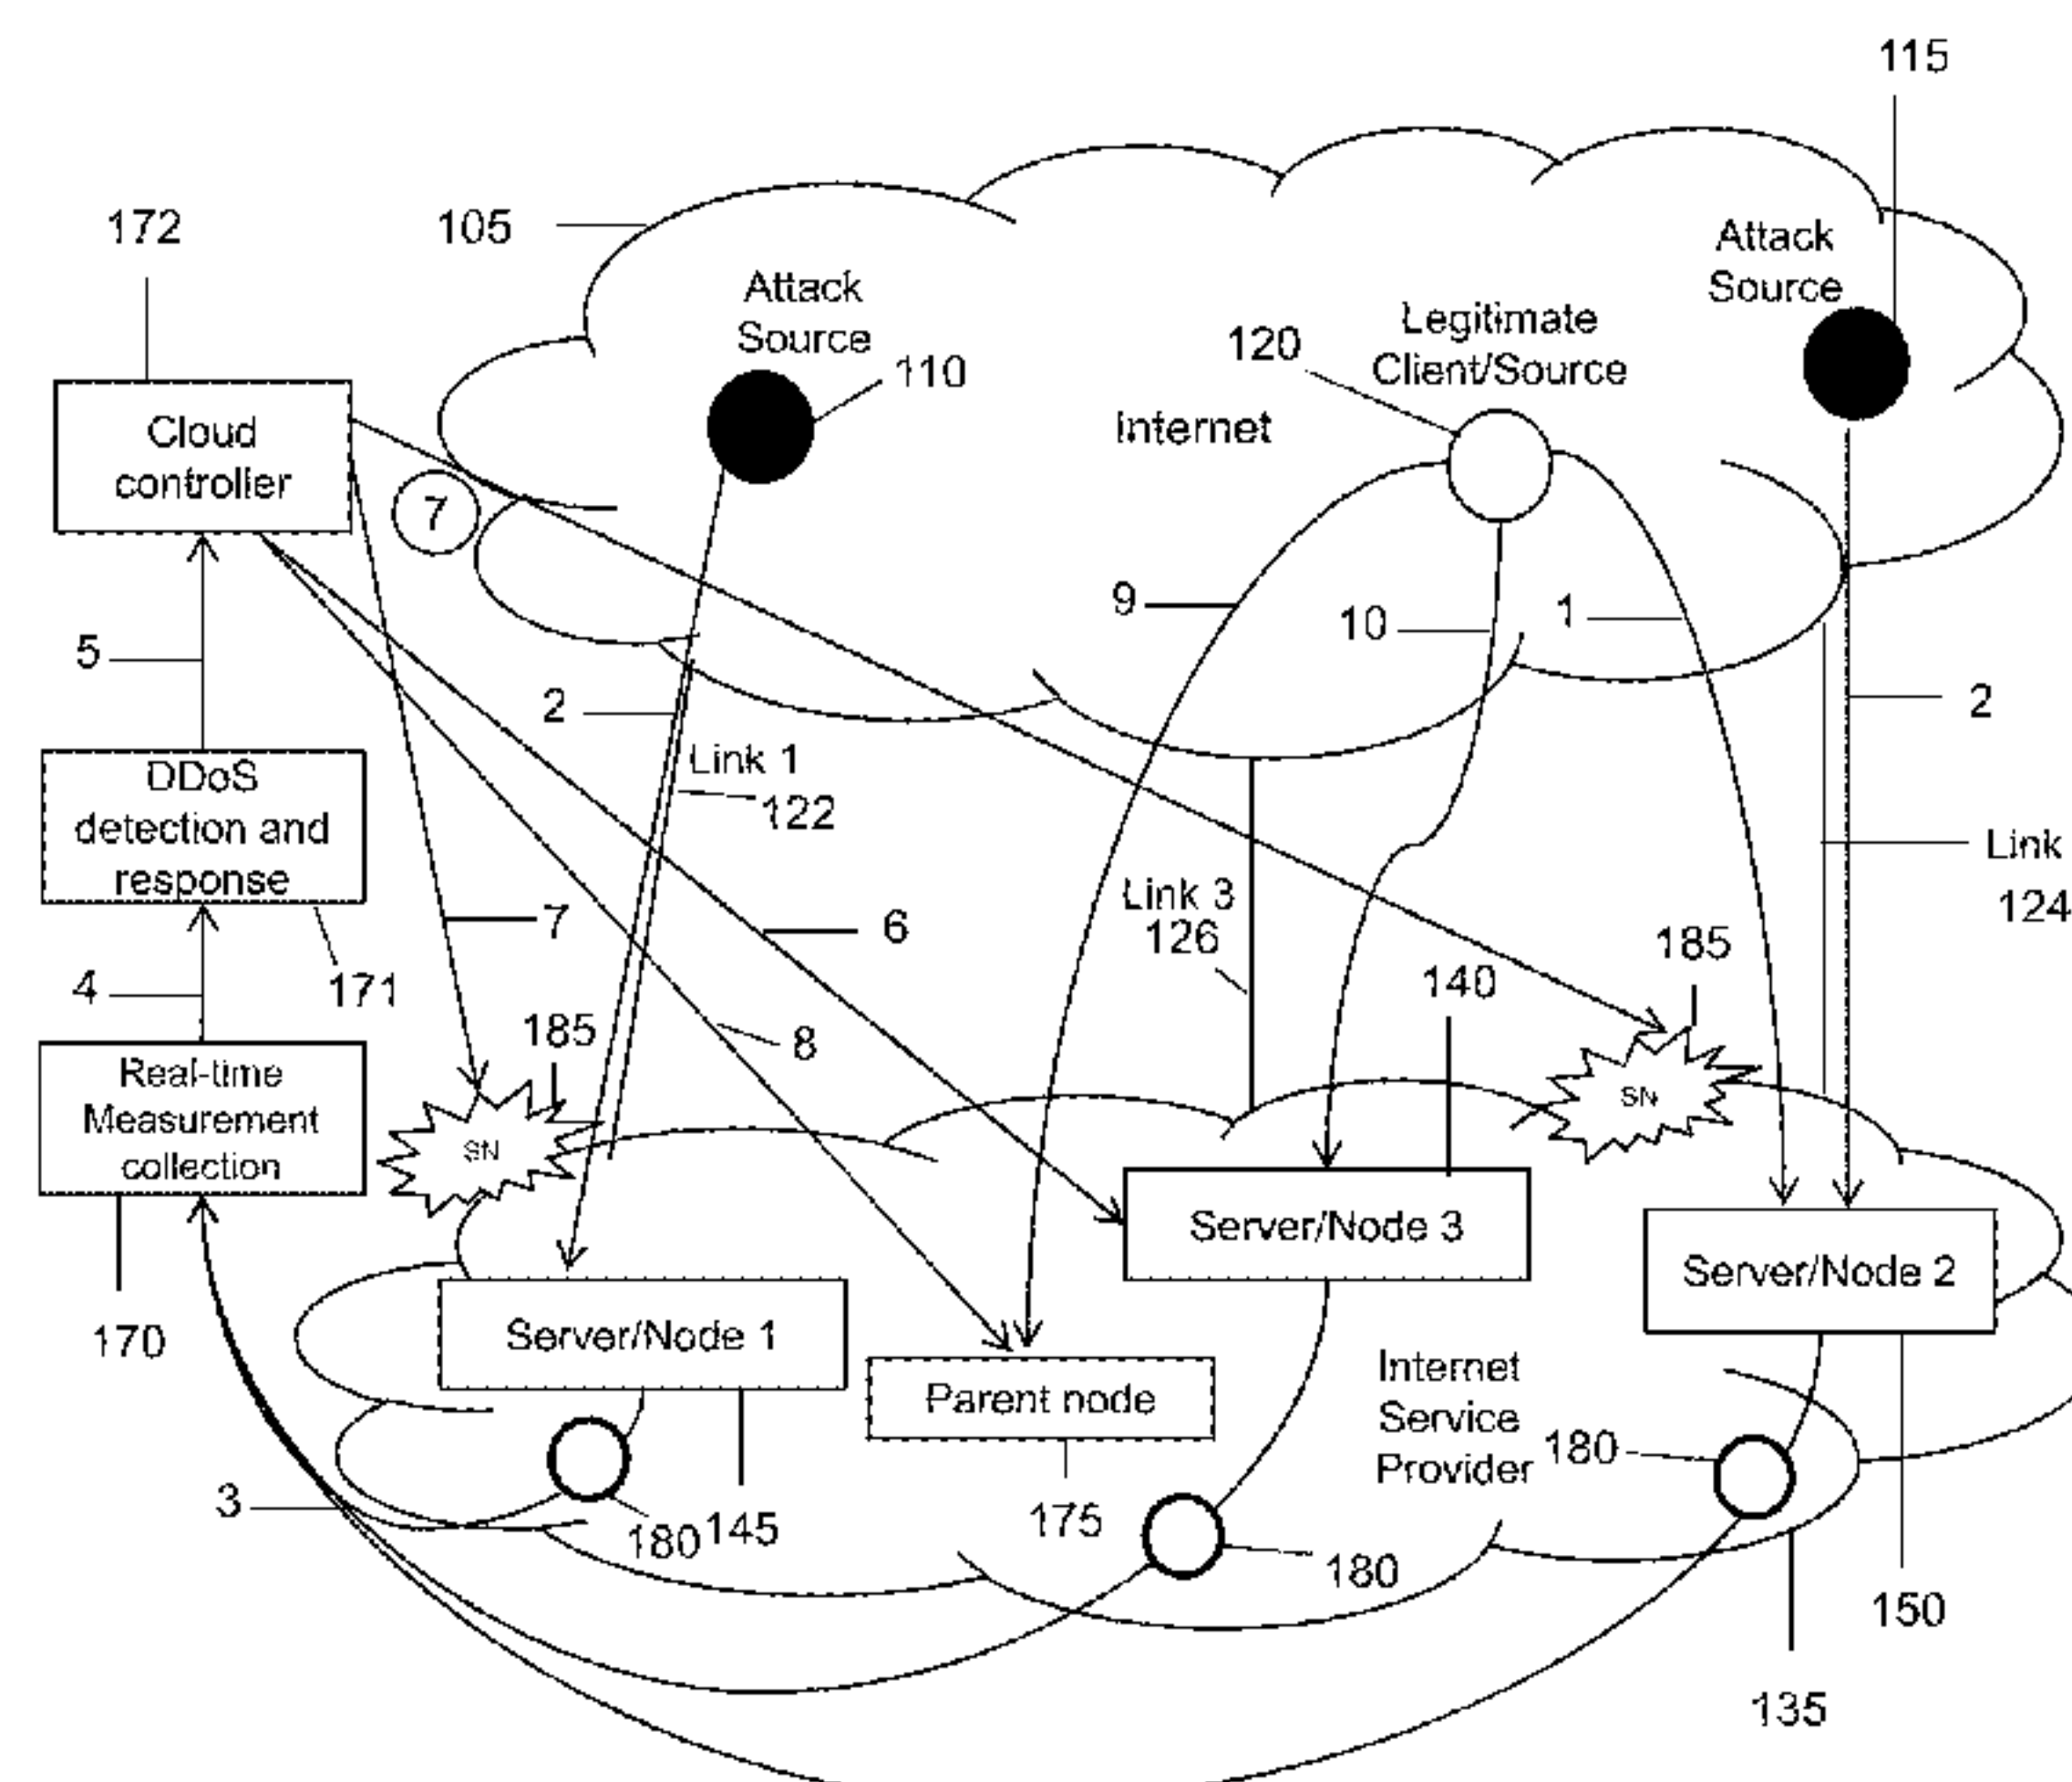 115
172
105
Attack
Source
Attack
Source
110
120
Legitimate
Client/Source
Internet
Cloud
controller
7
9
10
1
5
2
2
Link 1
122
DDoS
detection and
response
Link
124
Link 3
126
7
6
185
140
4
171
185
8
Real-time
Measurement
collection
SN
SN
Server/Node 3
Server/Node 2
170
Server/Node 1
Parent node
Internet
Service
Provider
180
3
180
145
175
180
150
135